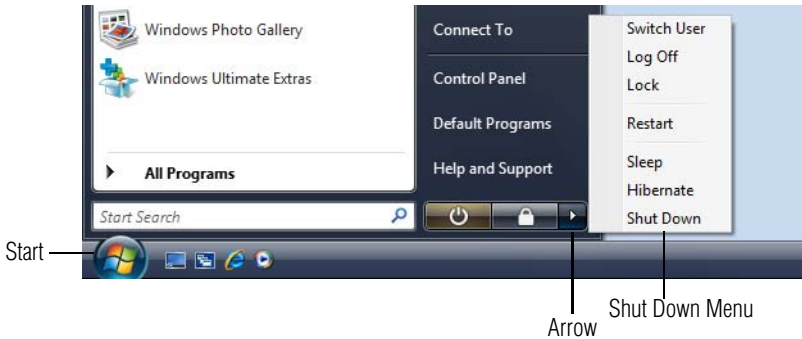 Windows Photo Gallery
Windows Ultimate Extras
All Programs
Start Search
Connect To
Control Panel
Default Programs
Help and Support
Switch User
Log Off
Lock
Restart
Sleep
Hibernate
Shut Down
Start
Arrow
Shut Down Menu